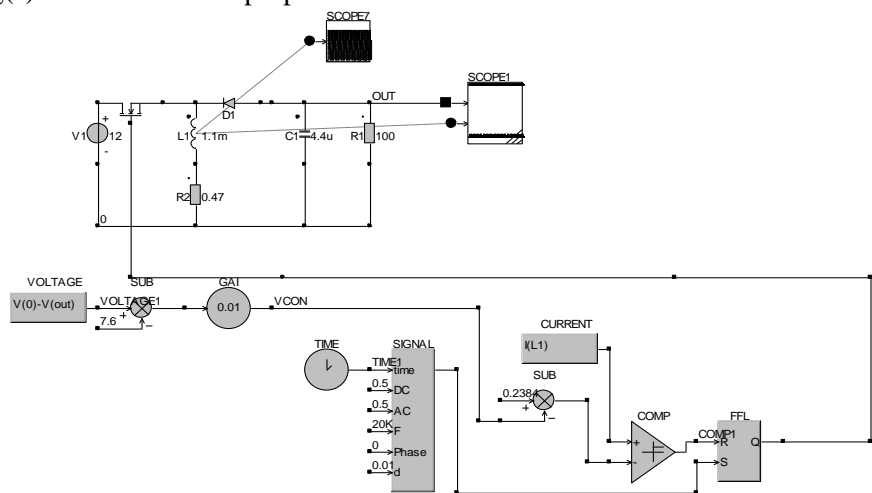 SCOPE7
SCOPE1
OUT
D1
V1
+
12
-
L1
1.1m
C1
4.4u
R1
100
R2
0.47
0
VOLTAGE
V(0)-V(out)
VOLTAGE1
7.6
+
-
SUB
GAI
0.01
VCON
TIME
TIME1
SIGNAL
time
0.5
DC
0.5
AC
20K
F
0
Phase
0.01
d
CURRENT
I(L1)
SUB
0.2384
+
-
COMP
+
-
COMP1
FFL
R
Q
S